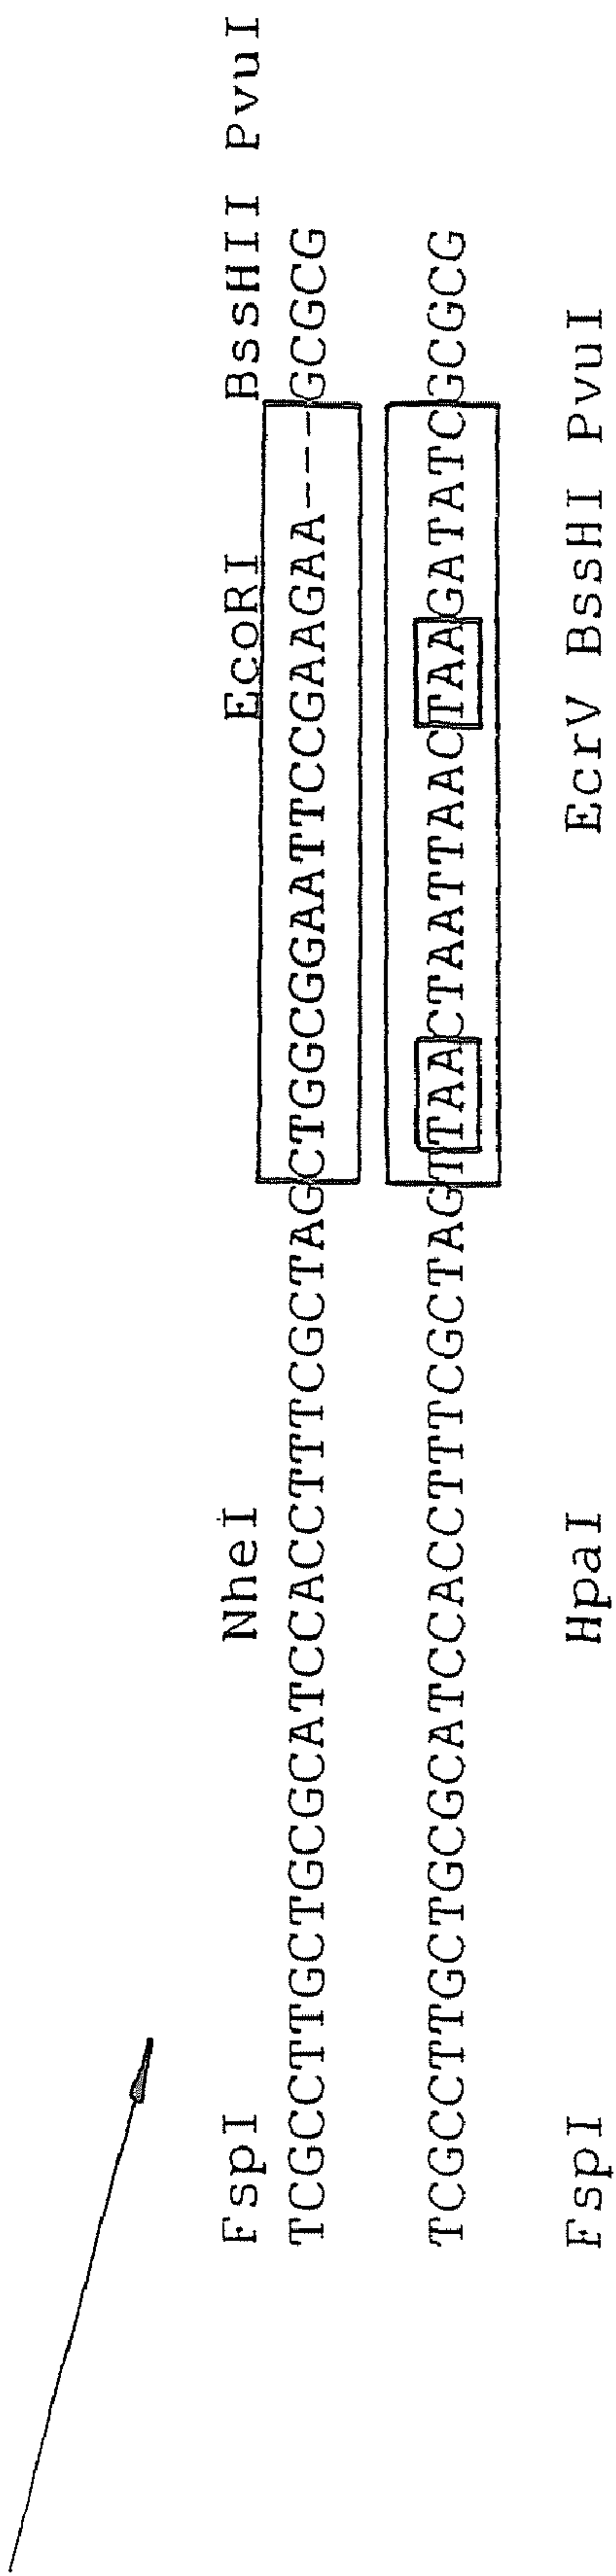 FspI NheI EcoRI BssHII PvuI
TCGCCTTGCTGCGCATCCACCTTTCGCTAGCTGGCGGAATTCCGAAGAA---GCGCG
TCGCCTTGCTGCGCATCCACCTTTCGCTAGTTAACTAATTAACTAAGATATCGCGCG
FspI HpaI EcrV BssHI PvuI